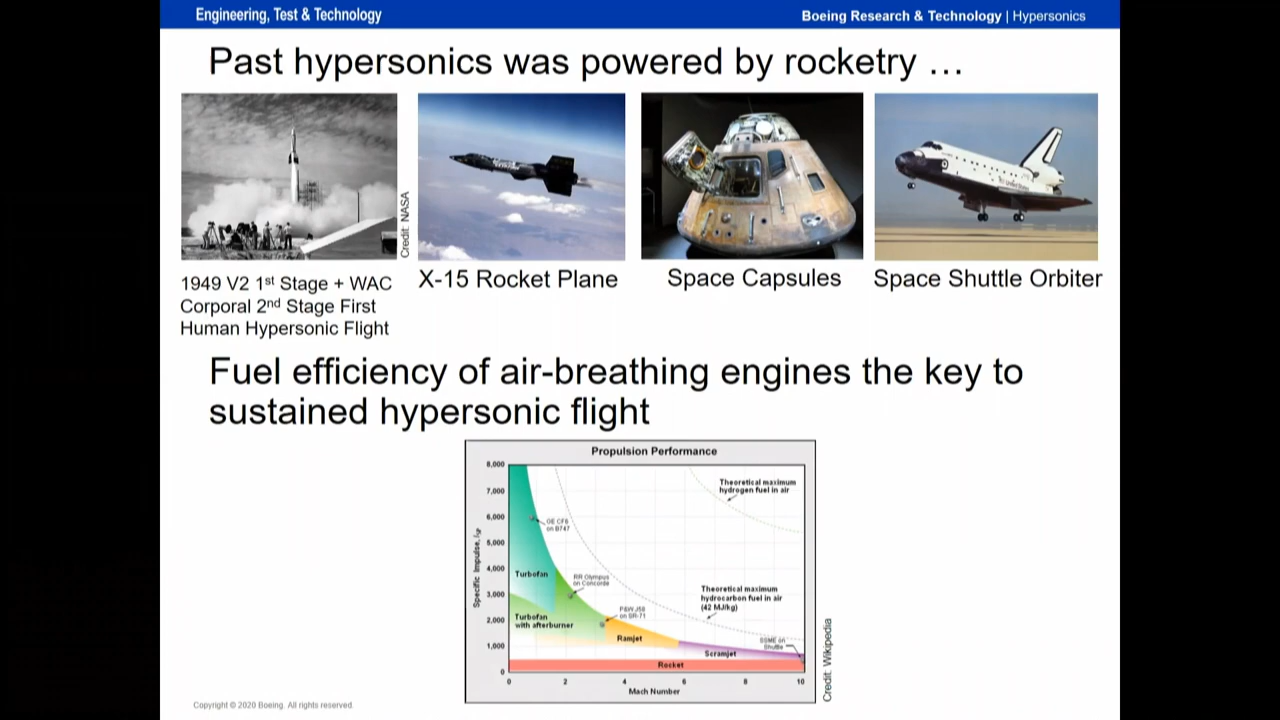 Engineering, Test & Technology
Boeing Research & Technology | Hypersonics
Past hypersonics was powered by rocketry …
Credit: NASA
1949 V2 1st Stage + WAC
Corporal 2nd Stage First
Human Hypersonic Flight
X-15 Rocket Plane
Space Capsules
Space Shuttle Orbiter
Fuel efficiency of air-breathing engines the key to
sustained hypersonic flight
Propulsion Performance
Specific Impulse, Isp
8,000
7,000
6,000
5,000
4,000
3,000
2,000
1,000
0
Theoretical maximum
hydrogen fuel in air
GE CF6
on B747
Turbofan
RR Olympus
on Concorde
Theoretical maximum
hydrocarbon fuel in air
(42 MJ/kg)
P&W J58
on SR-71
Turbofan
with afterburner
Ramjet
SSME on
Shuttle
Scramjet
Rocket
0 2 4 6 8 10
Mach Number
Credit: Wikipedia
Copyright © 2020 Boeing. All rights reserved.